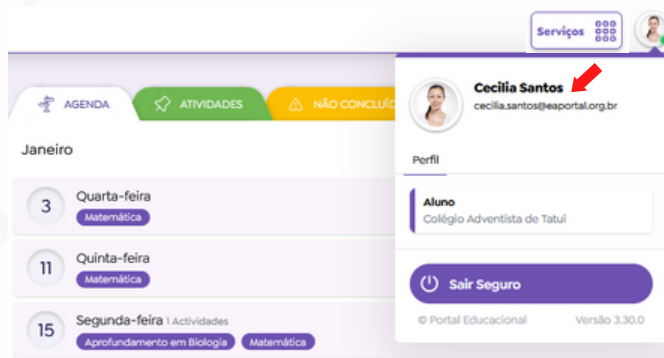 Serviços
Cecilia Santos
cecilia.santos@eaportal.org.br
AGENDA
ATIVIDADES
NÃO CONCLUÍD
Janeiro
Perfil
3
Quarta-feira
Matemática
Aluno
Colégio Adventista de Tatuí
11
Quinta-feira
Matemática
Sair Seguro
15
Segunda-feira 1 Actividades
Aprofundamento em Biologia Matemática
© Portal Educacional Versão 3.30.0